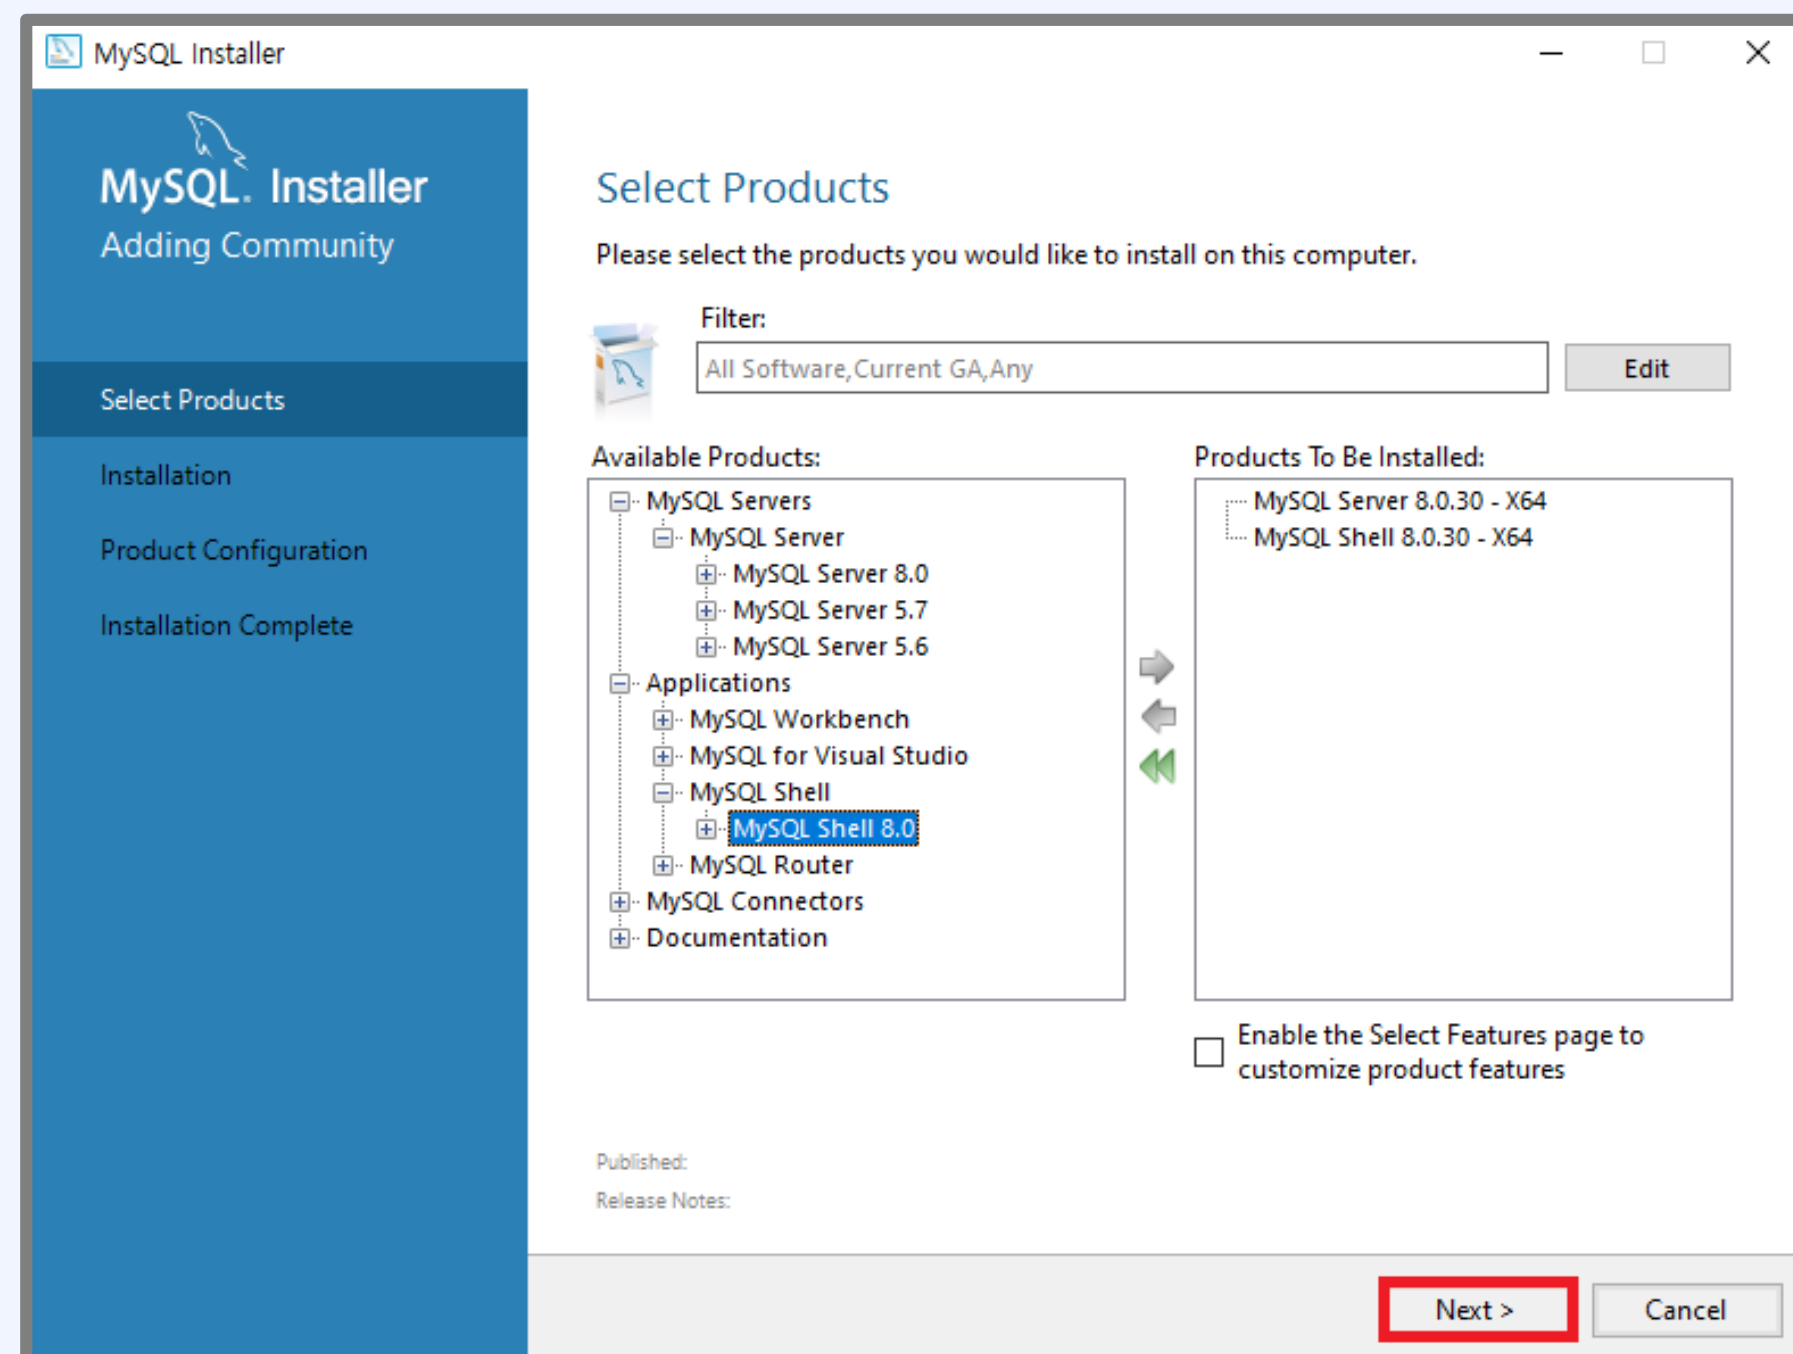 MySQL Installer
MySQL. Installer
Adding Community
Select Products
Installation
Product Configuration
Installation Complete
Select Products
Please select the products you would like to install on this computer.
Filter:
All Software,Current GA,Any
Edit
Available Products:
MySQL Servers
MySQL Server
MySQL Server 8.0
MySQL Server 5.7
MySQL Server 5.6
Applications
MySQL Workbench
MySQL for Visual Studio
MySQL Shell
MySQL Shell 8.0
MySQL Router
MySQL Connectors
Documentation
Products To Be Installed:
MySQL Server 8.0.30 - X64
MySQL Shell 8.0.30 - X64
Enable the Select Features page to
customize product features
Published:
Release Notes:
Next >
Cancel